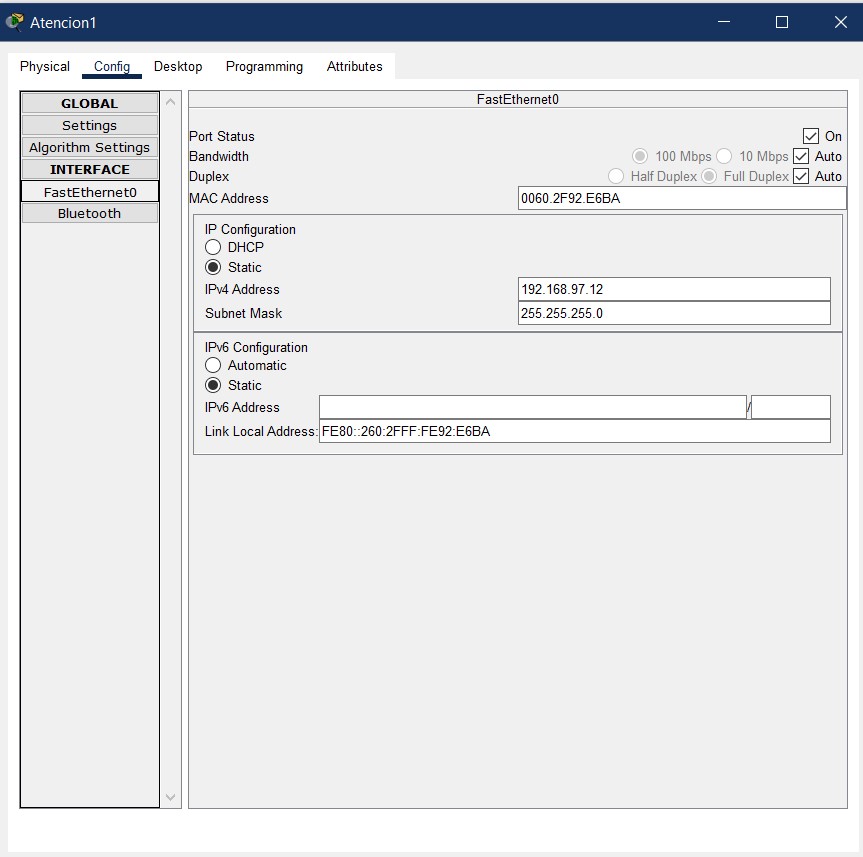 Atencion1
Physical Config Desktop Programming Attributes
GLOBAL
Settings
Algorithm Settings
INTERFACE
FastEthernet0
Bluetooth
FastEthernet0
Port Status On
Bandwidth 100 Mbps 10 Mbps Auto
Duplex Half Duplex Full Duplex Auto
MAC Address 0060.2F92.E6BA
IP Configuration
DHCP
Static
IPv4 Address 192.168.97.12
Subnet Mask 255.255.255.0
IPv6 Configuration
Automatic
Static
IPv6 Address /
Link Local Address: FE80::260:2FFF:FE92:E6BA